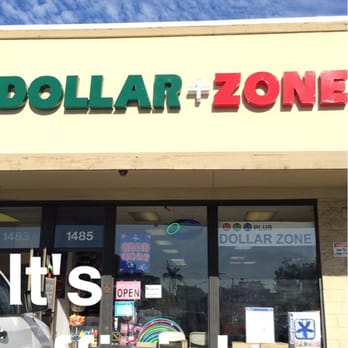 DOLLAR + ZONE
1483
1485
PLUS
DOLLAR ZONE
It's
OPEN